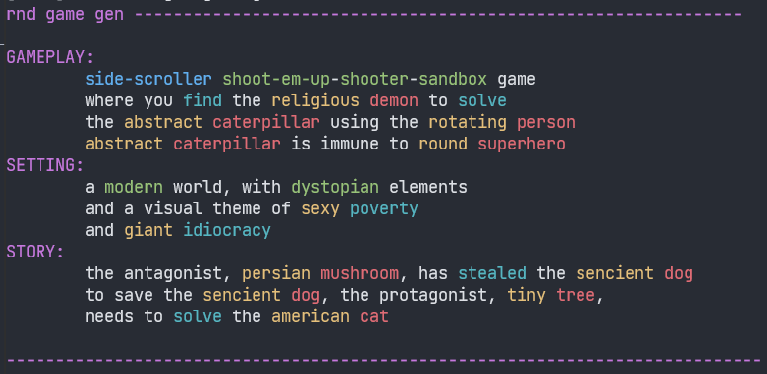 rnd game gen --------------------------------------------------------------
GAMEPLAY:
side-scroller shoot-em-up-shooter-sandbox game
where you find the religious demon to solve
the abstract caterpillar using the rotating person
abstract caterpillar is immune to round superhero
SETTING:
a modern world, with dystopian elements
and a visual theme of sexy poverty
and giant idiocracy
STORY:
the antagonist, persian mushroom, has stealed the sencient dog
to save the sencient dog, the protagonist, tiny tree,
needs to solve the american cat
-----------------------------------------------------------------------------